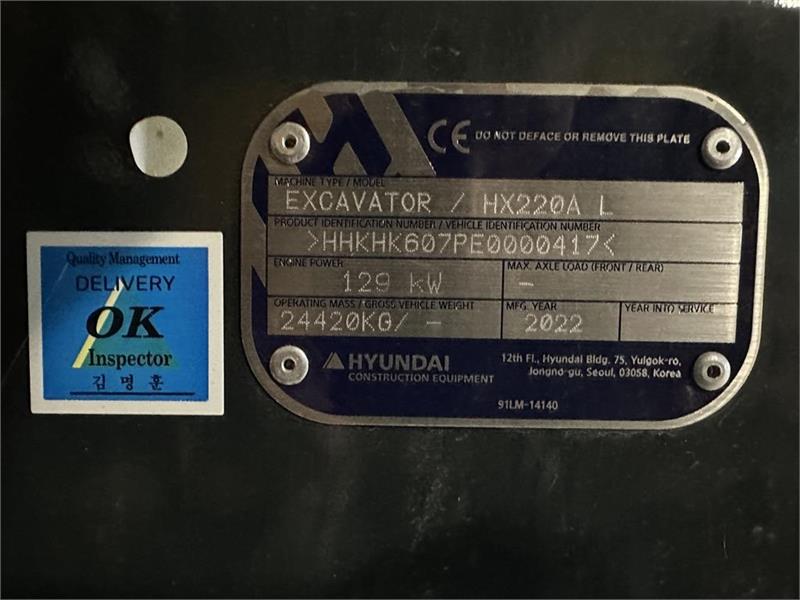 CE DO NOT DEFACE OR REMOVE THIS PLATE
MACHINE TYPE / MODEL
EXCAVATOR / HX220A L
PRODUCT IDENTIFICATION NUMBER / VEHICLE IDENTIFICATION NUMBER
>HHKHK607PE0000417<
ENGINE POWER
129 kW
MAX. AXLE LOAD (FRONT / REAR)
-
OPERATING MASS / GROSS VEHICLE WEIGHT
24420KG/ -
MFG. YEAR
2022
YEAR INTO SERVICE
HYUNDAI
CONSTRUCTION EQUIPMENT
12th Fl., Hyundai Bldg. 75, Yulgok-ro,
Jongno-gu, Seoul, 03058, Korea
91LM-14140
Quality Management
DELIVERY
OK
Inspector
김 명 훈